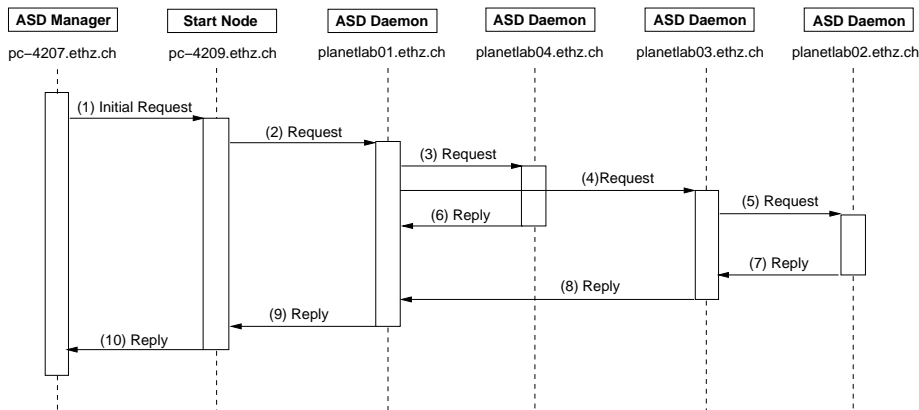 ASD Manager
Start Node
ASD Daemon
ASD Daemon
ASD Daemon
ASD Daemon
pc−4207.ethz.ch
pc−4209.ethz.ch
planetlab01.ethz.ch
planetlab04.ethz.ch
planetlab03.ethz.ch
planetlab02.ethz.ch
(1) Initial Request
(2) Request
(3) Request
(4)Request
(5) Request
(6) Reply
(7) Reply
(8) Reply
(9) Reply
(10) Reply